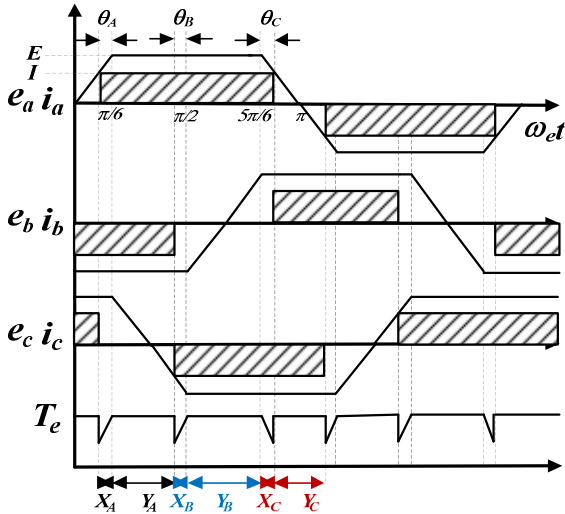 θA θB θC
E
I
ea ia
π/6 π/2 5π/6 π
ωet
eb ib
ec ic
Te
XA YA XB YB XC YC